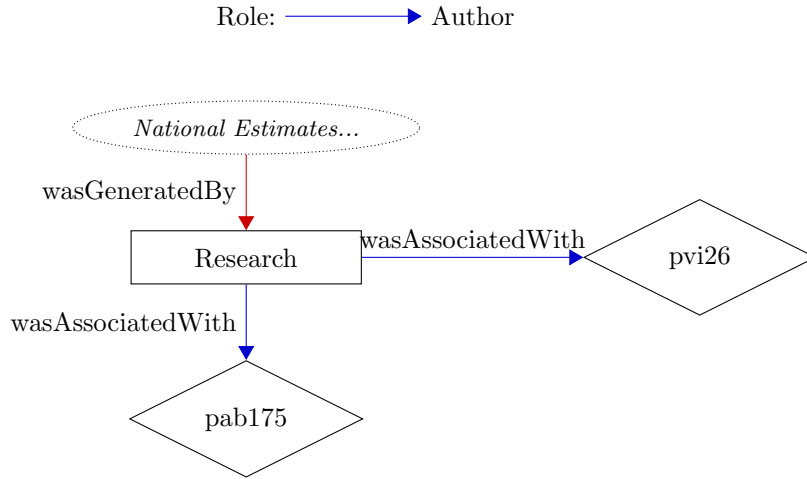 Role: Author
National Estimates...
wasGeneratedBy
Research
wasAssociatedWith
pvi26
wasAssociatedWith
pab175